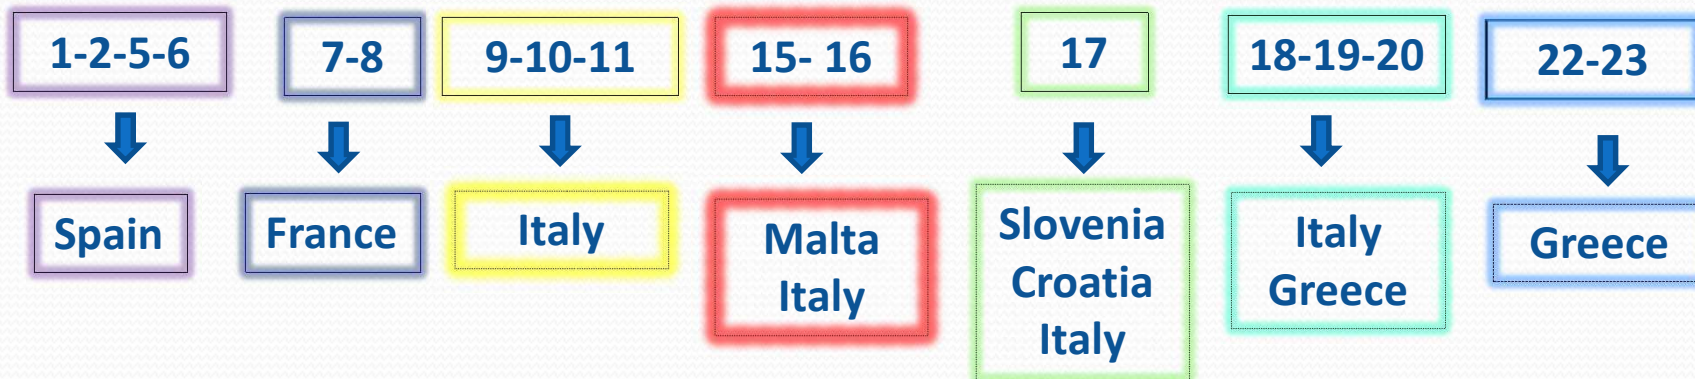 1-2-5-6
7-8
9-10-11
15- 16
17
18-19-20
22-23
Spain
France
Italy
Malta
Italy
Slovenia
Croatia
Italy
Italy
Greece
Greece